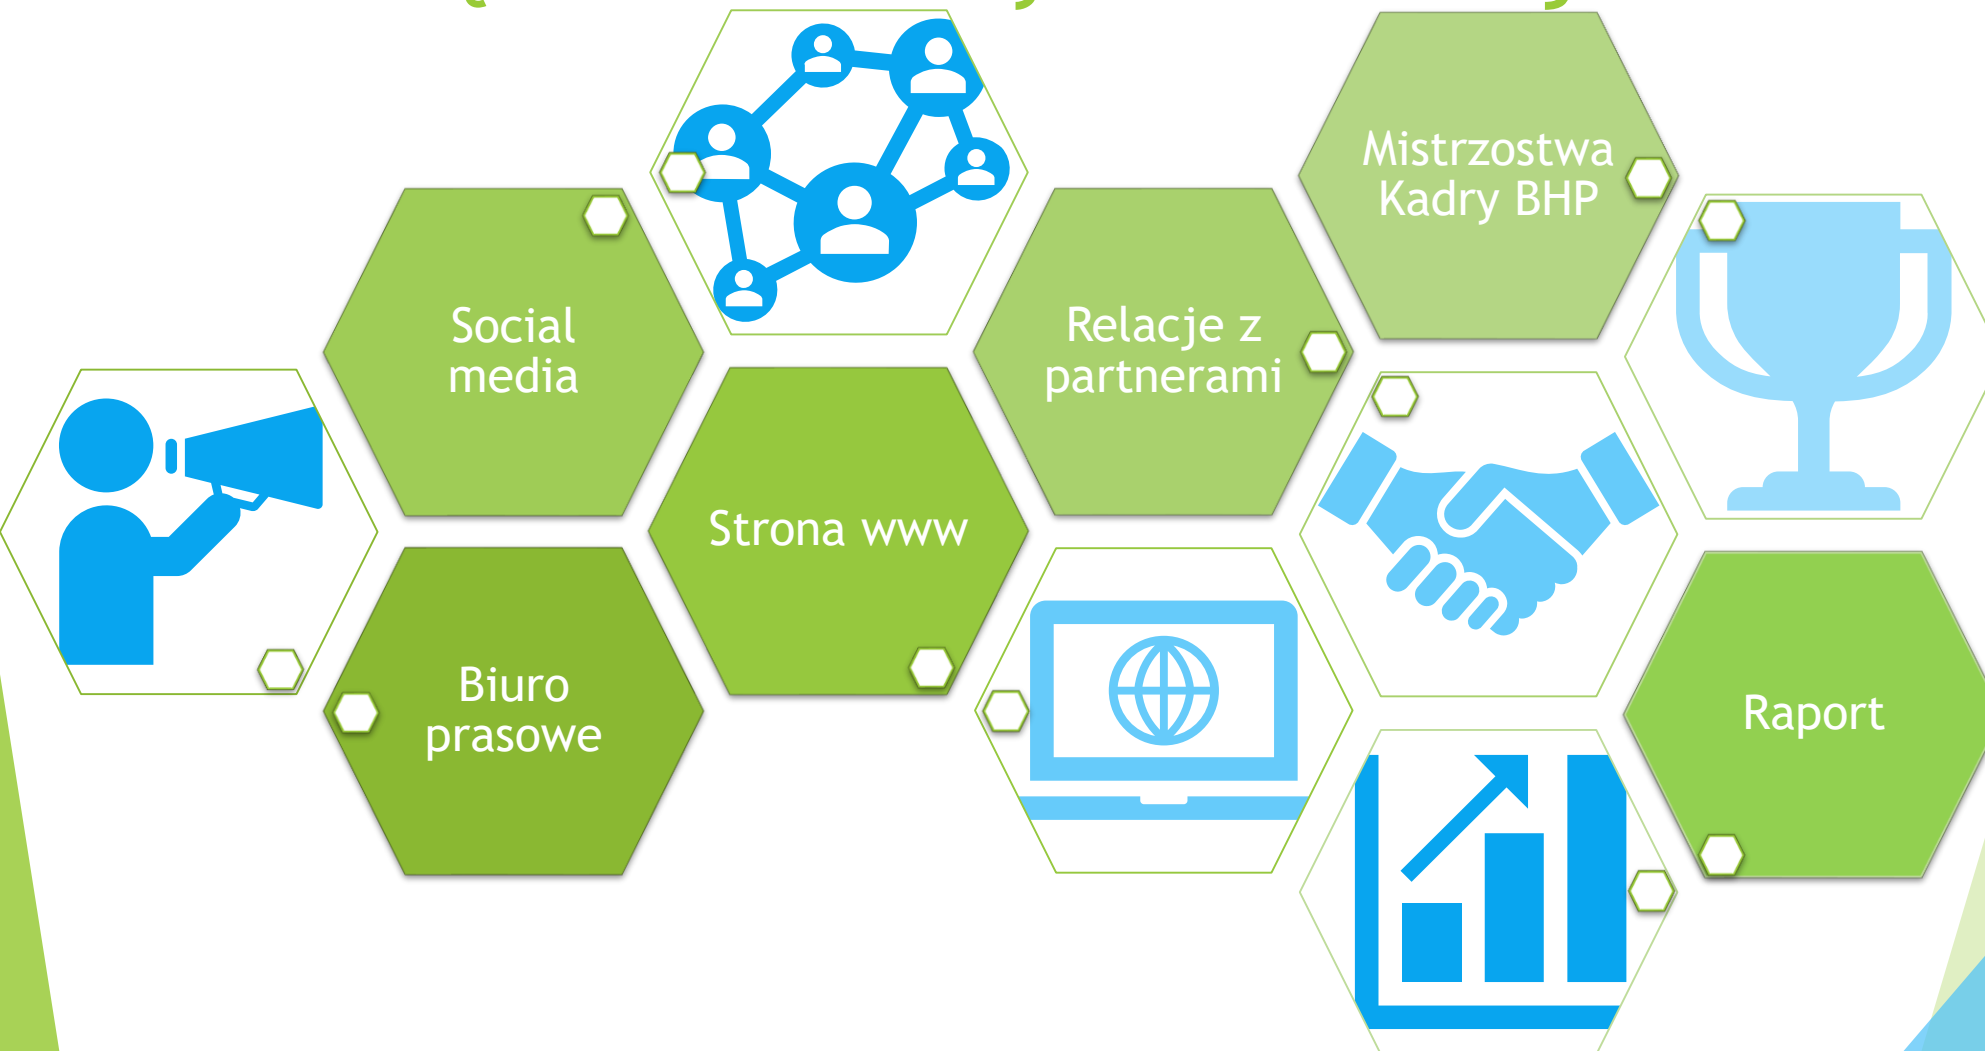 Mistrzostwa
Kadry BHP
Social
media
Relacje z
partnerami
Strona www
Biuro
prasowe
Raport